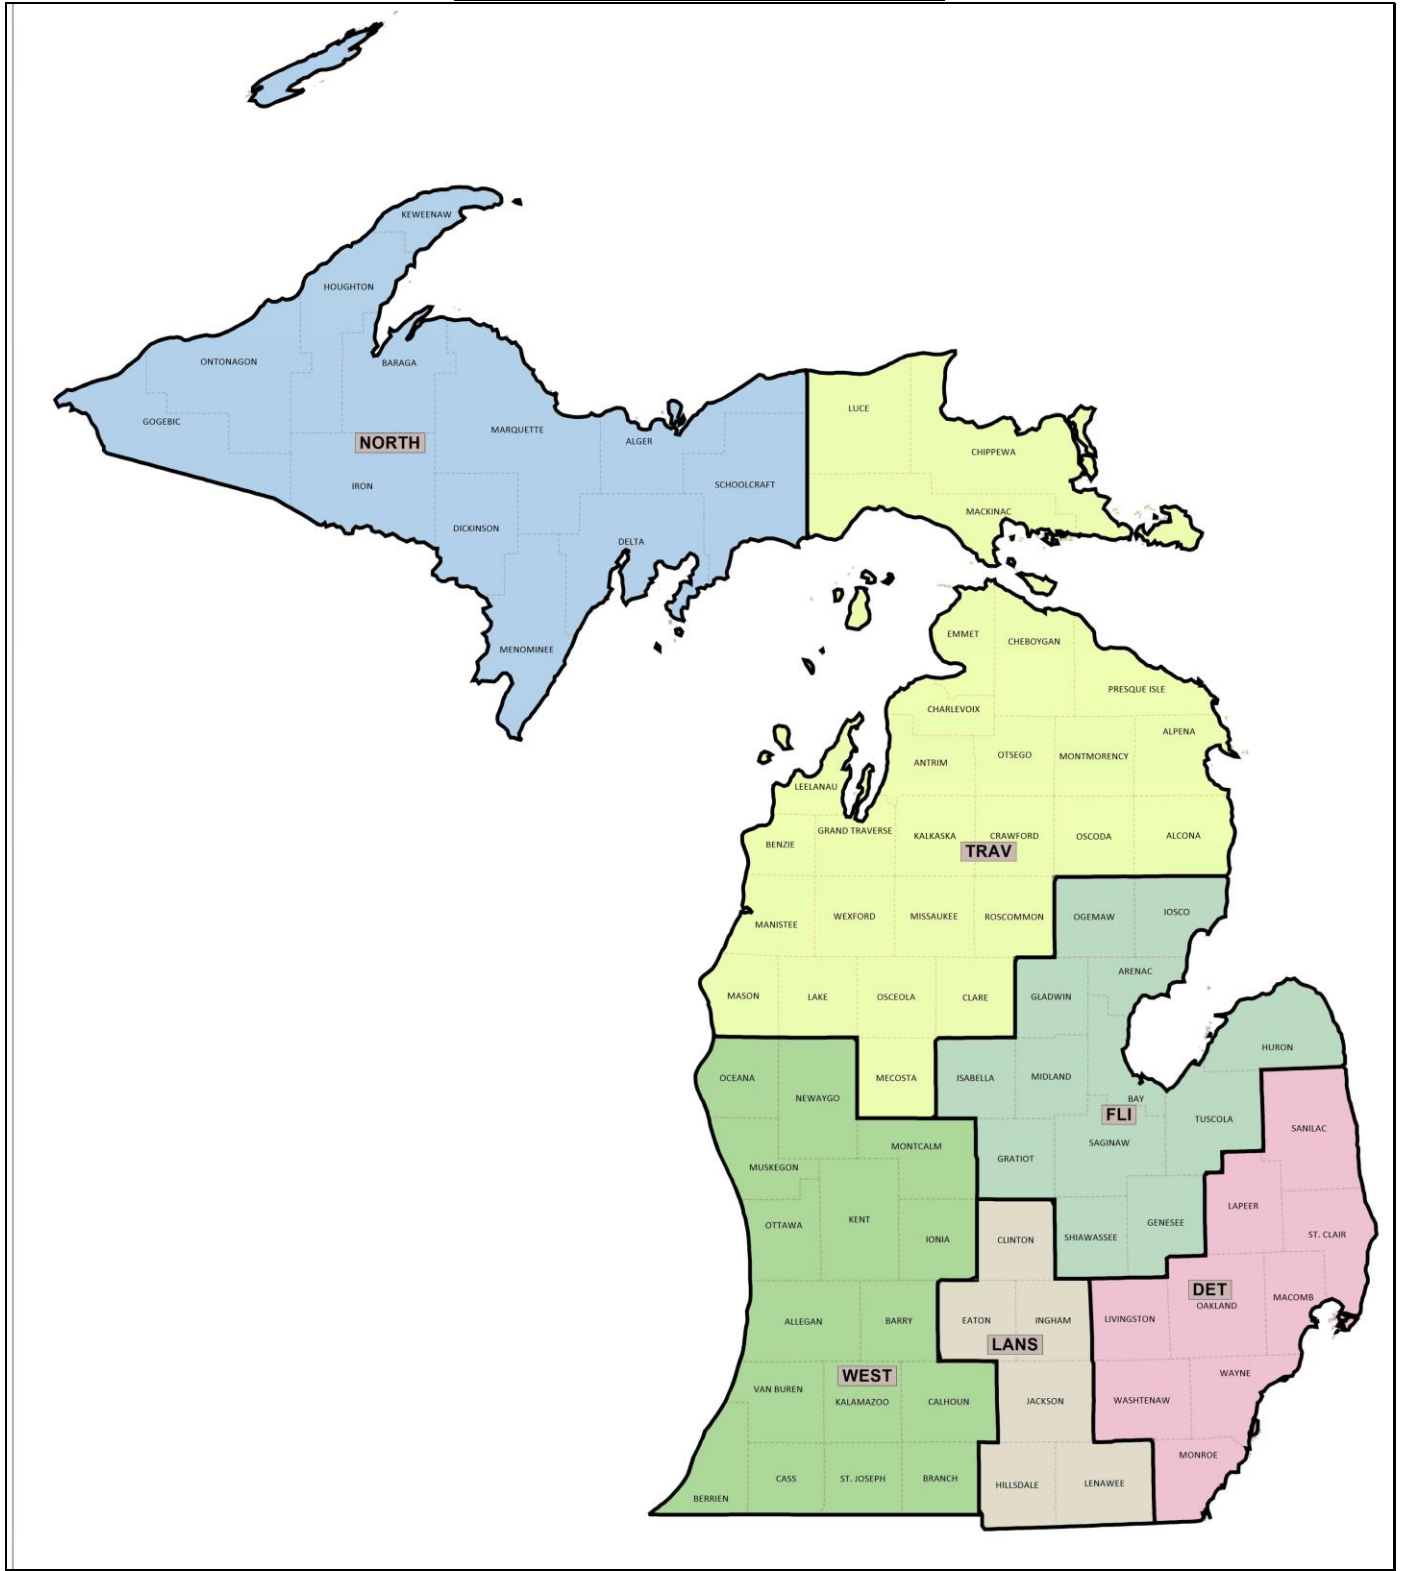 KEWEENAW
HOUGHTON
ONTONAGON
BARAGA
GOGEBIC
MARQUETTE
ALGER
NORTH
IRON
SCHOOLCRAFT
DICKINSON
DELTA
MENOMINEE
LUCE
CHIPPEWA
MACKINAC
EMMET
CHEBOYGAN
PRESQUE ISLE
CHARLEVOIX
ALPENA
ANTRIM
OTSEGO
MONTMORENCY
LEELANAU
GRAND TRAVERSE
BENZIE
KALKASKA
CRAWFORD
OSCODA
ALCONA
TRAV
MANISTEE
WEXFORD
MISSAUKEE
ROSCOMMON
OGEMAW
IOSCO
ARENAC
MASON
LAKE
OSCEOLA
CLARE
GLADWIN
HURON
OCEANA
NEWAYGO
MECOSTA
ISABELLA
MIDLAND
BAY
FLI
TUSCOLA
SANILAC
MONTCALM
GRATIOT
SAGINAW
MUSKEGON
LAPEER
OTTAWA
KENT
IONIA
CLINTON
SHIAWASSEE
GENESEE
ST. CLAIR
DET
OAKLAND
MACOMB
ALLEGAN
BARRY
EATON
INGHAM
LIVINGSTON
LANS
WEST
VAN BUREN
KALAMAZOO
CALHOUN
JACKSON
WASHTENAW
WAYNE
MONROE
BERRIEN
CASS
ST. JOSEPH
BRANCH
HILLSDALE
LENAWEE